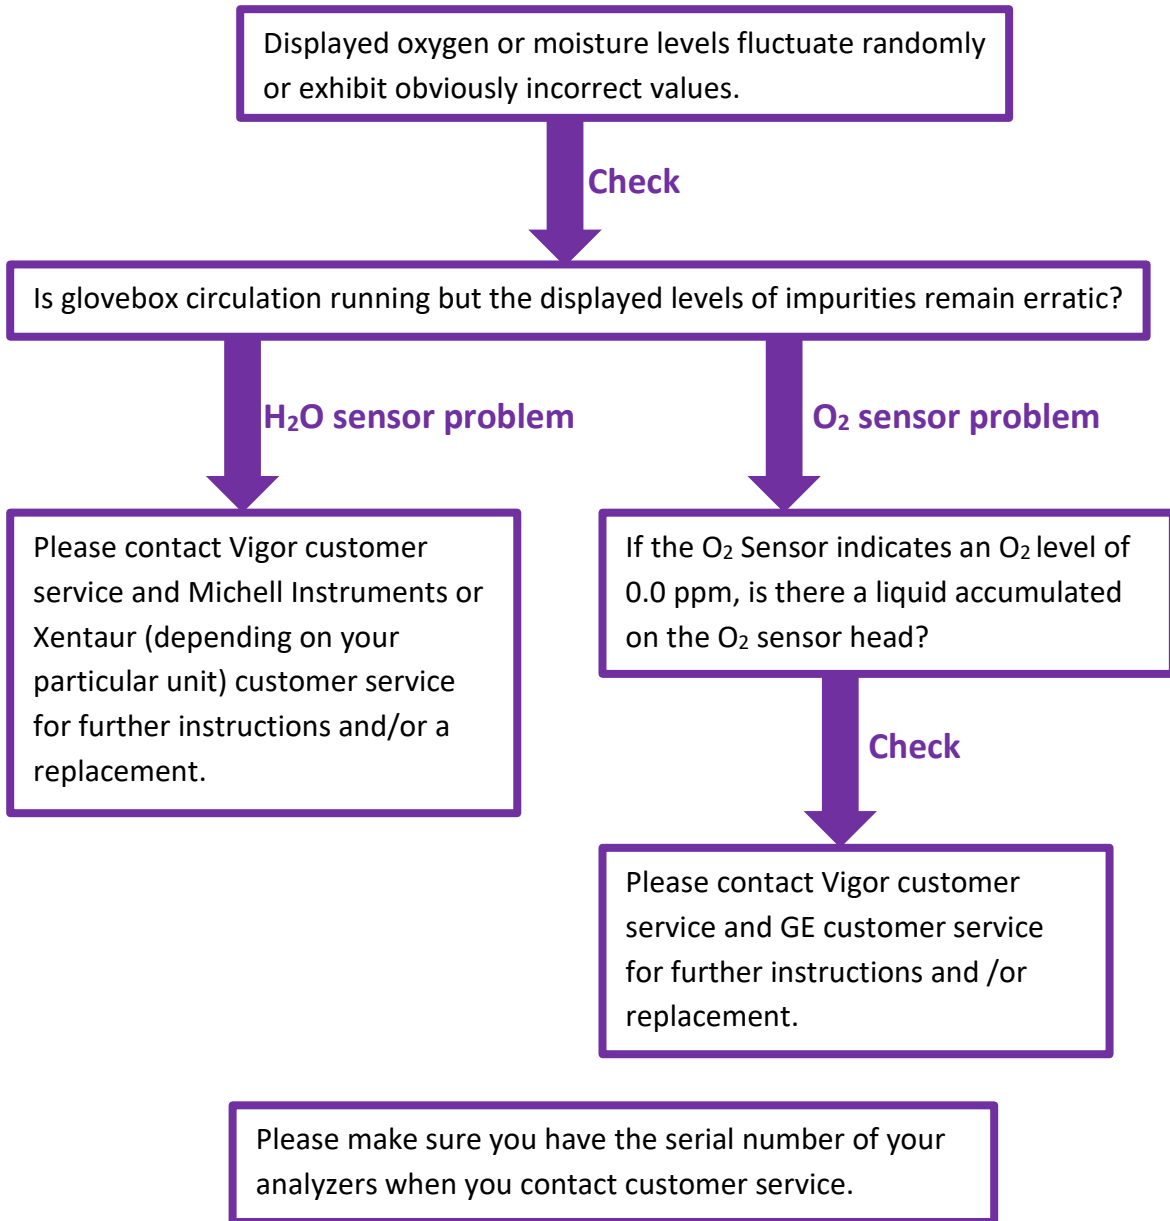 Displayed oxygen or moisture levels fluctuate randomly
or exhibit obviously incorrect values.
Check
Is glovebox circulation running but the displayed levels of impurities remain erratic?
H₂O sensor problem
O₂ sensor problem
Please contact Vigor customer
service and Michell Instruments or
Xentaur (depending on your
particular unit) customer service
for further instructions and/or a
replacement.
If the O₂ Sensor indicates an O₂ level of
0.0 ppm, is there a liquid accumulated
on the O₂ sensor head?
Check
Please contact Vigor customer
service and GE customer service
for further instructions and /or
replacement.
Please make sure you have the serial number of your
analyzers when you contact customer service.